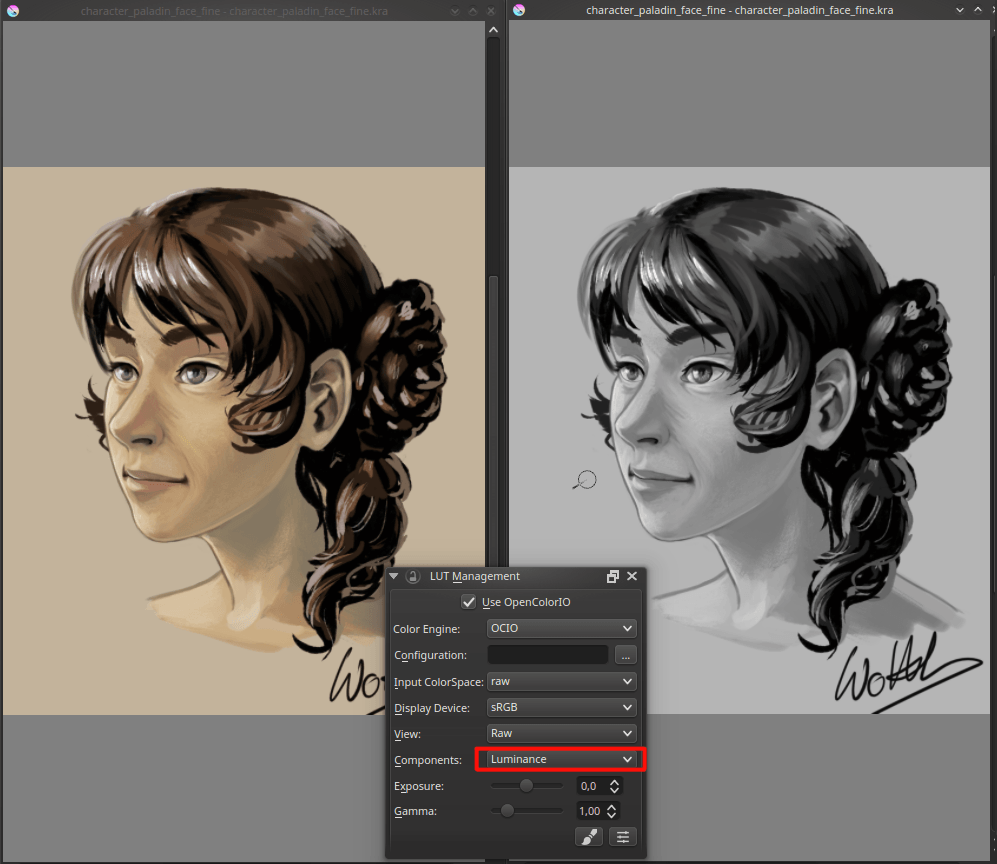 character_paladin_face_fine - character_paladin_face_fine.kra
character_paladin_face_fine - character_paladin_face_fine.kra
LUT Management
Use OpenColorIO
Color Engine: OCIO
Configuration: ...
Input ColorSpace: raw
Display Device: sRGB
View: Raw
Components: Luminance
Exposure: 0,0
Gamma: 1,00